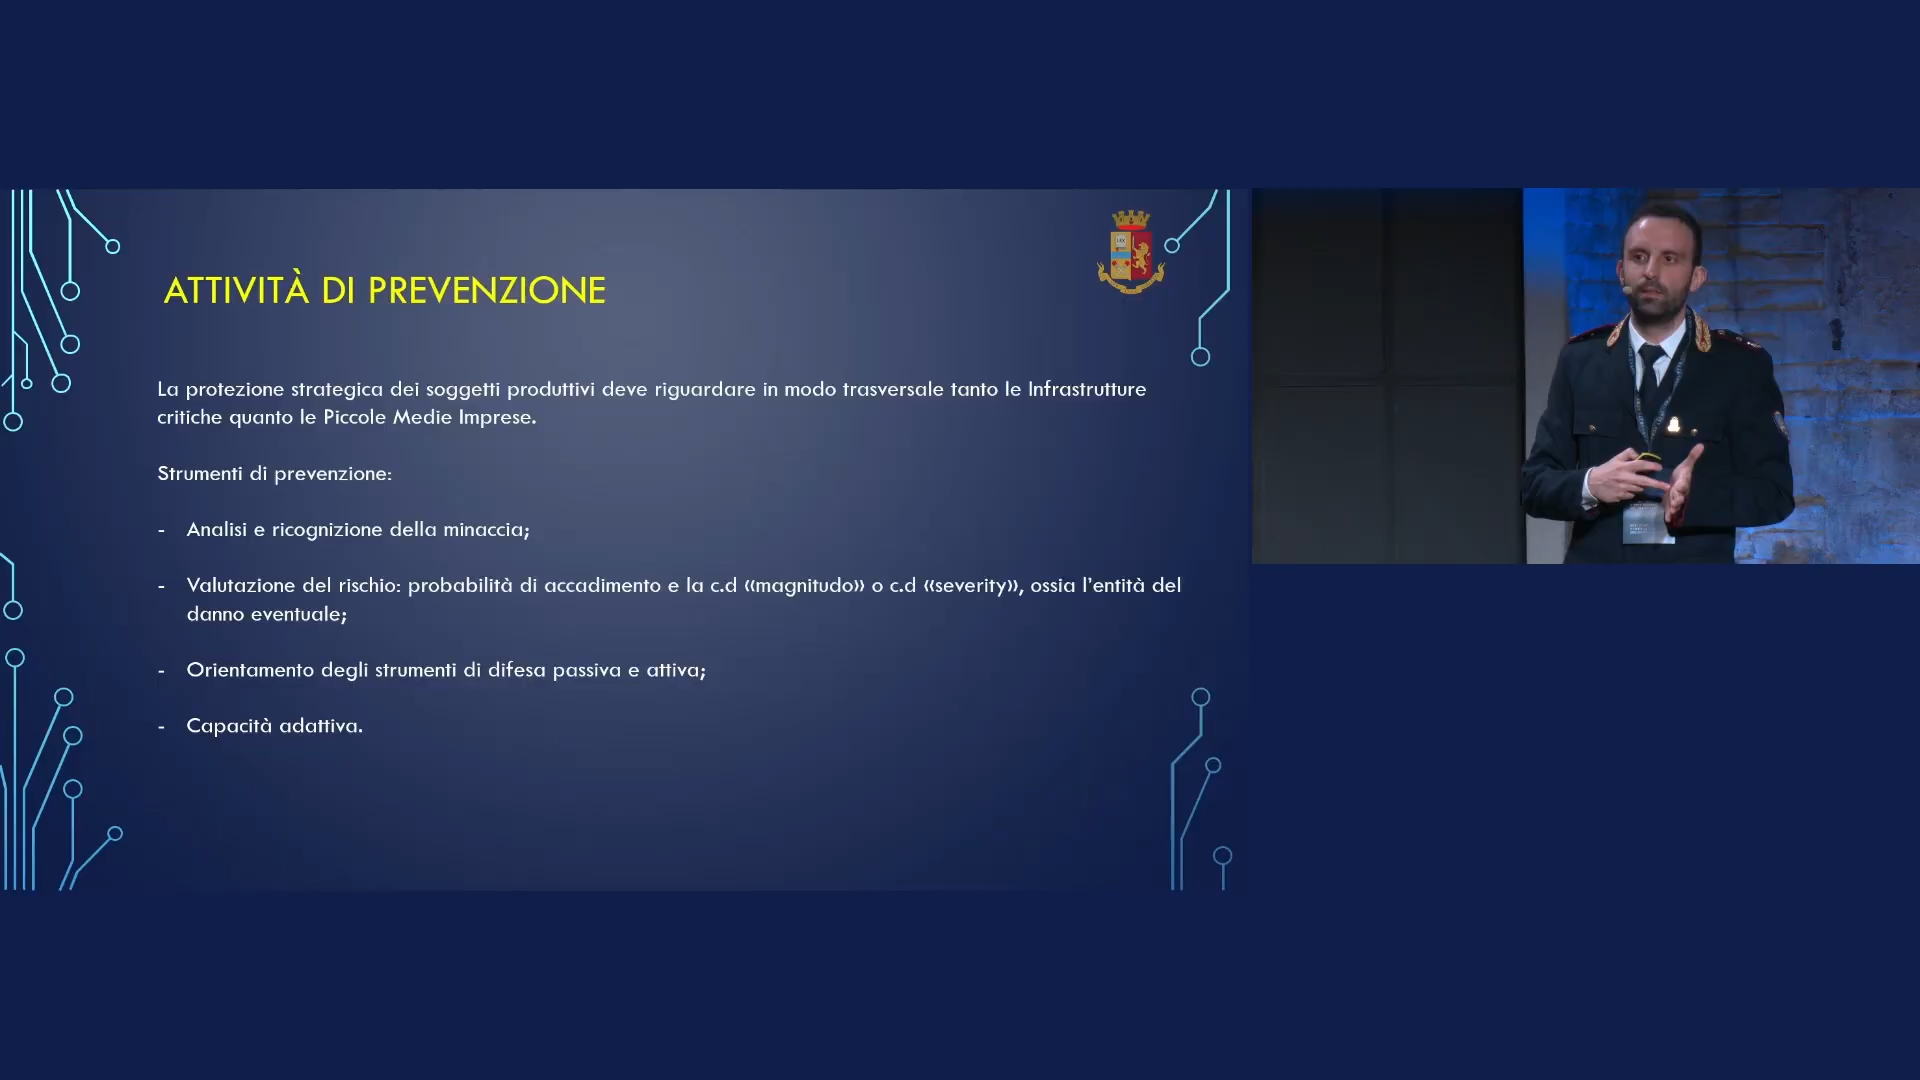 ATTIVITÀ DI PREVENZIONE
La protezione strategica dei soggetti produttivi deve riguardare in modo trasversale tanto le Infrastrutture
critiche quanto le Piccole Medie Imprese.
Strumenti di prevenzione:
- Analisi e ricognizione della minaccia;
- Valutazione del rischio: probabilità di accadimento e la c.d «magnitudo» o c.d «severity», ossia l’entità del
danno eventuale;
- Orientamento degli strumenti di difesa passiva e attiva;
- Capacità adattiva.